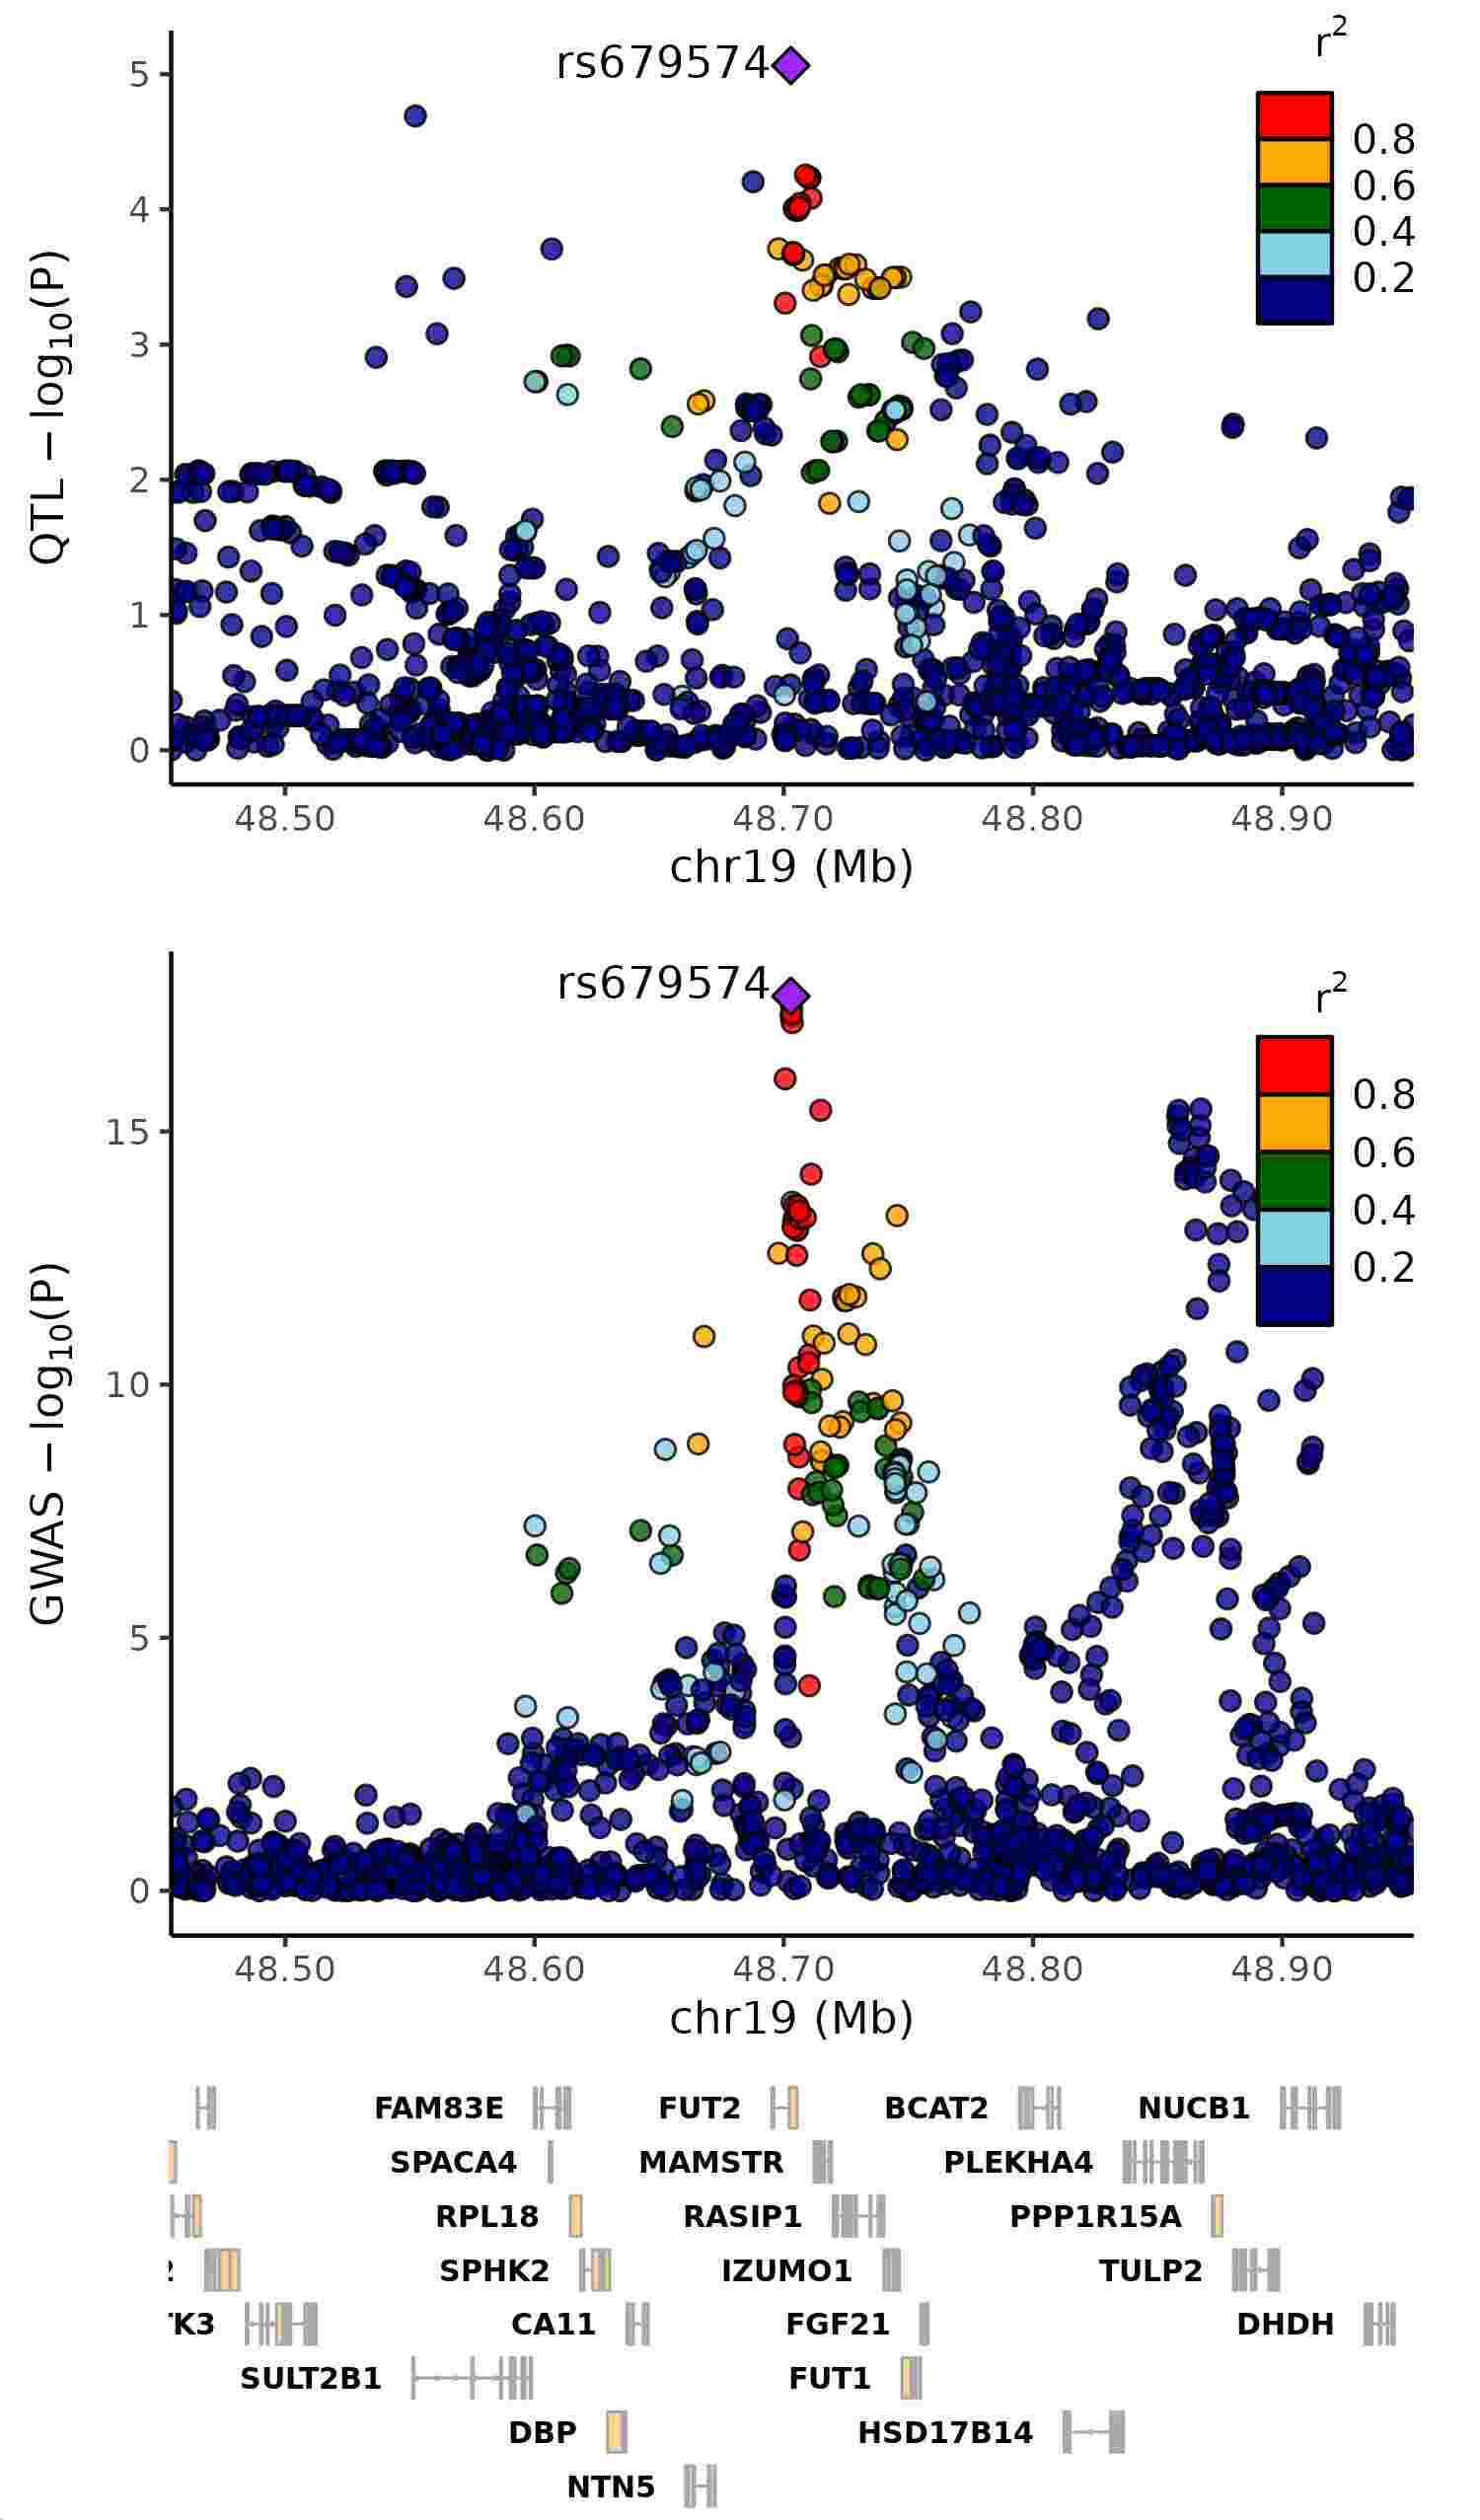 r2
rs679574
5
4
3
2
1
0
0.8
0.6
0.4
0.2
QTL −log10(P)
48.50 48.60 48.70 48.80 48.90
chr19 (Mb)
rs679574
r2
15
10
5
0
0.8
0.6
0.4
0.2
GWAS −log10(P)
48.50 48.60 48.70 48.80 48.90
chr19 (Mb)
FAM83E FUT2 BCAT2 NUCB1
SPACA4 MAMSTR PLEKHA4
RPL18 RASIP1 PPP1R15A
SPHK2 IZUMO1 TULP2
K3 CA11 FGF21 DHDH
SULT2B1 FUT1
DBP HSD17B14
NTN5